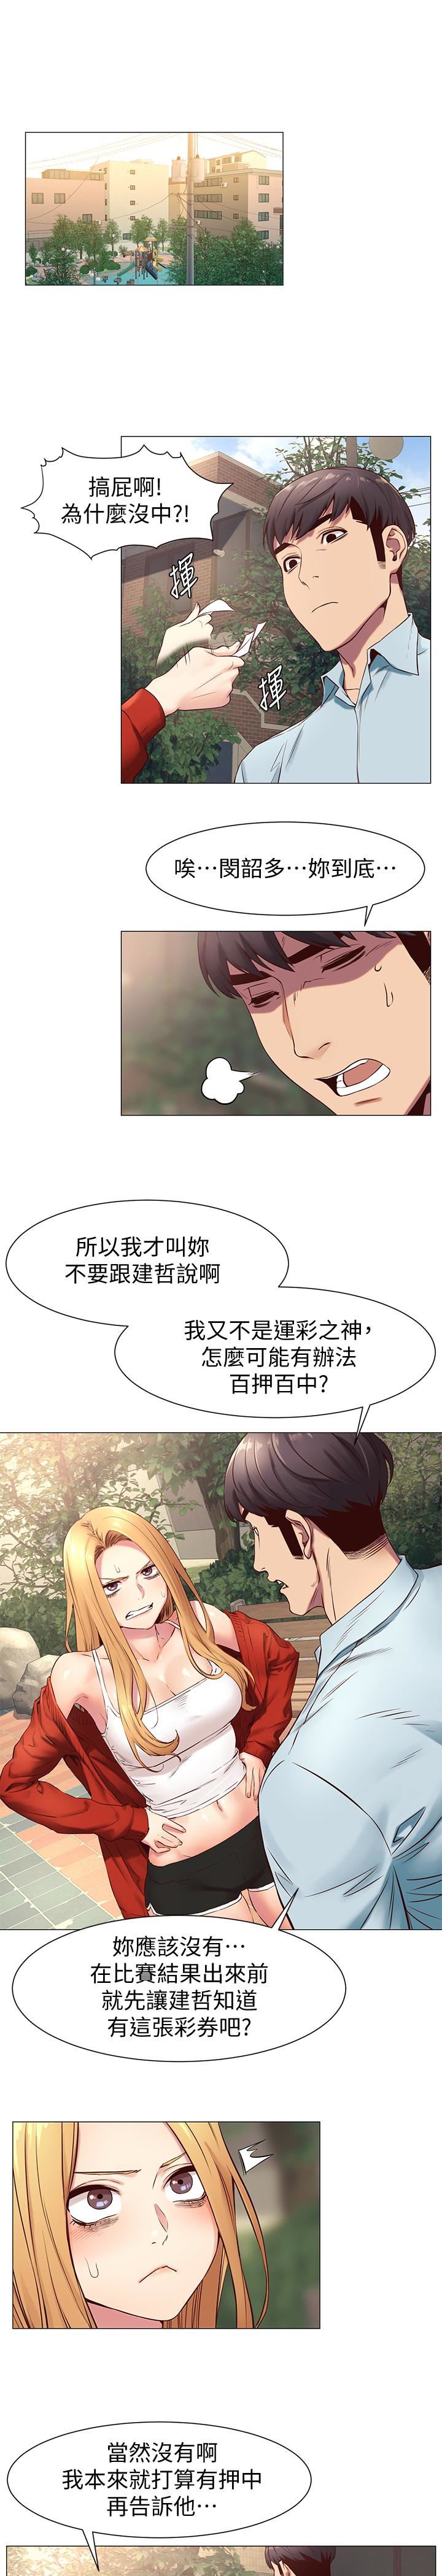 搞屁啊!
為什麼沒中?!
揮
揮
唉⋯閔韶多⋯妳到底⋯
所以我才叫妳
不要跟建哲說啊
我又不是運彩之神，
怎麼可能有辦法
百押百中?
妳應該沒有⋯
在比賽結果出來前
就先讓建哲知道
有這張彩券吧?
當然沒有啊
我本來就打算有押中
再告訴他⋯